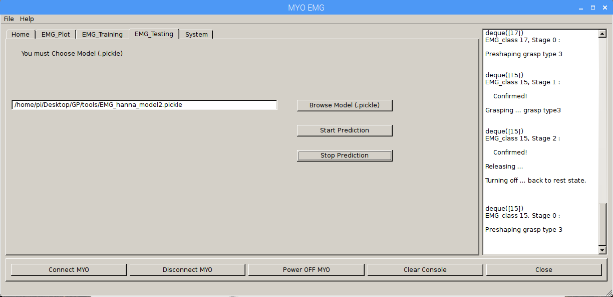 MYO EMG
File Help
Home EMG_Plot EMG_Training EMG_Testing System
You must Choose Model (.pickle)
/home/pi/Desktop/GP/tools/EMG_hanna_model2.pickle
Browse Model (.pickle)
Start Prediction
Stop Prediction
deque([17])
EMG_class 17, Stage 0 :
Preshaping grasp type 3
deque([15])
EMG_class 15, Stage 1 :
Confirmed!
Grasping ... grasp type3
deque([15])
EMG_class 15, Stage 2 :
Confirmed!
Releasing ...
Turning off ... back to rest state,
deque([15])
EMG_class 15, Stage 0 :
Preshaping grasp type 3
Connect MYO Disconnect MYO Power OFF MYO Clear Console Close